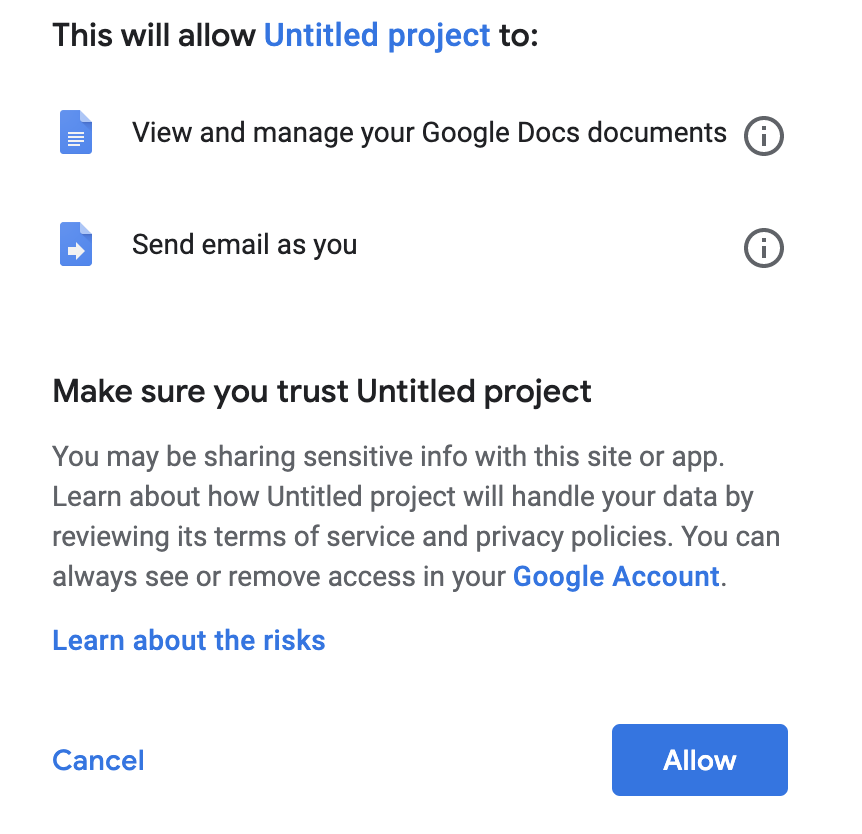 This will allow Untitled project to:
View and manage your Google Docs documents
Send email as you
Make sure you trust Untitled project
You may be sharing sensitive info with this site or app.
Learn about how Untitled project will handle your data by
reviewing its terms of service and privacy policies. You can
always see or remove access in your Google Account.
Learn about the risks
Cancel
Allow